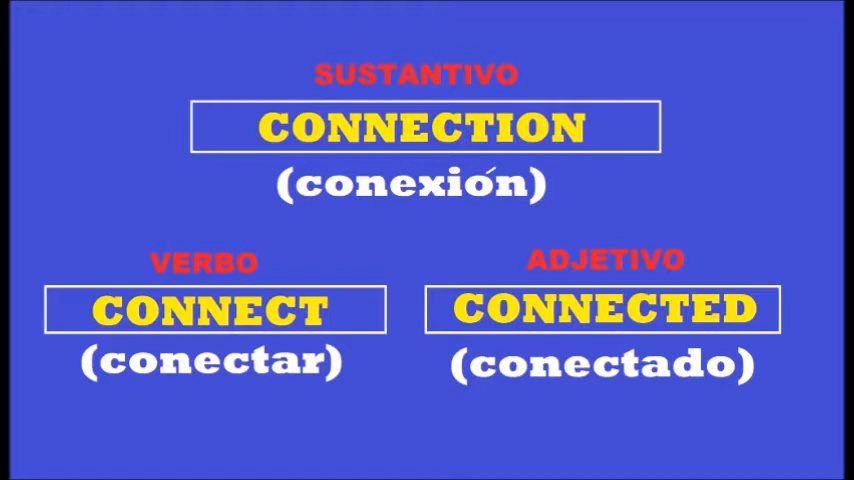 SUSTANTIVO
CONNECTION
(conexión)
VERBO
CONNECT
(conectar)
ADJETIVO
CONNECTED
(conectado)